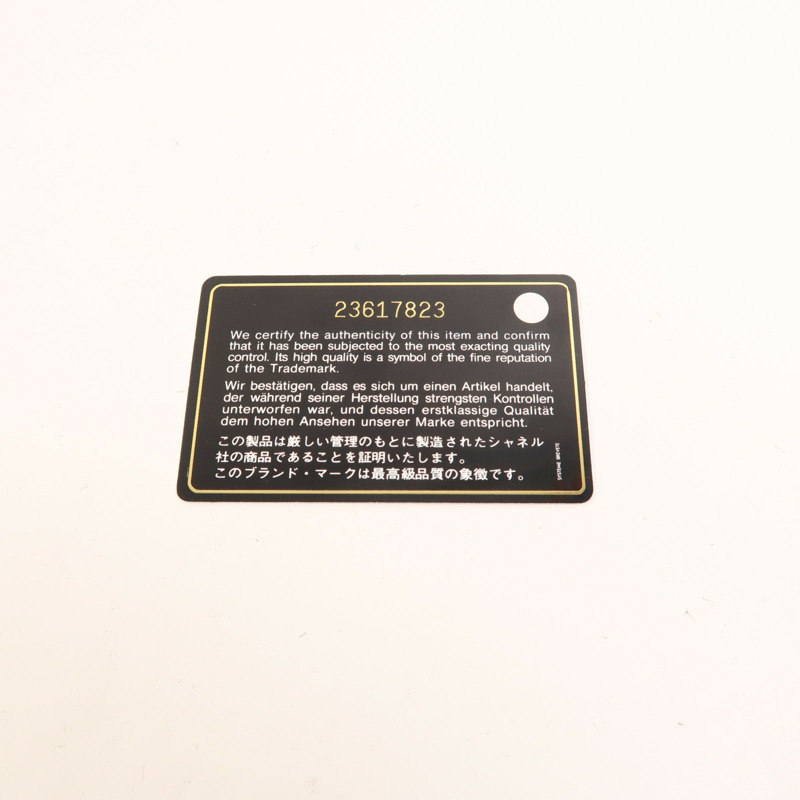 23617823
We certify the authenticity of this item and confirm
that it has been subjected to the most exacting quality
control. Its high quality is a symbol of the fine reputation
of the Trademark.
Wir bestätigen, dass es sich um einen Artikel handelt,
der während seiner Herstellung strengsten Kontrollen
unterworfen war, und dessen erstklassige Qualität
dem hohen Ansehen unserer Marke entspricht.
この製品は厳しい管理のもとに製造されたシャネル
社の商品であることを証明いたします。
このブランド・マークは最高級品質の象徴です。
SYSTEME BREVETE